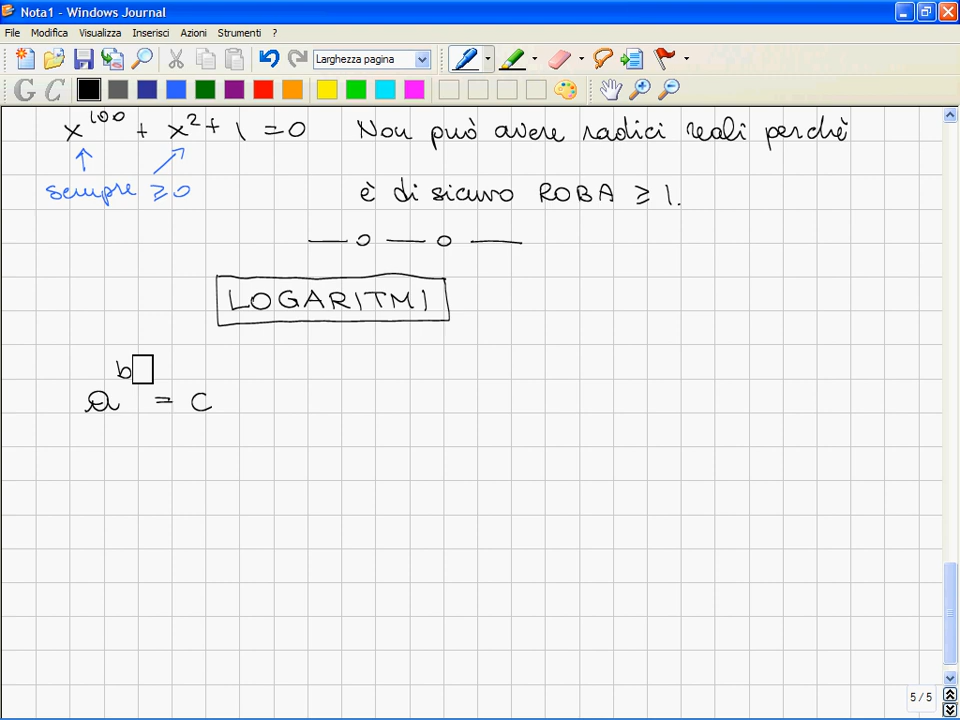 Nota1 - Windows Journal
File Modifica Visualizza Inserisci Azioni Strumenti ?
Larghezza pagina
G C
x^100 + x^2 + 1 = 0 Non può avere radici reali perchè
sempre ≥ 0 è di sicuro ROBA ≥ 1.
LOGARITMI
a^b = c
5 / 5